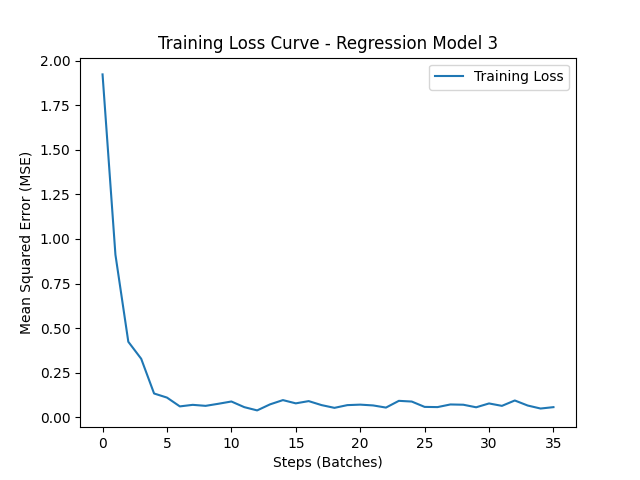 Training Loss Curve - Regression Model 3
Training Loss
Mean Squared Error (MSE)
2.00
1.75
1.50
1.25
1.00
0.75
0.50
0.25
0.00
0 5 10 15 20 25 30 35
Steps (Batches)